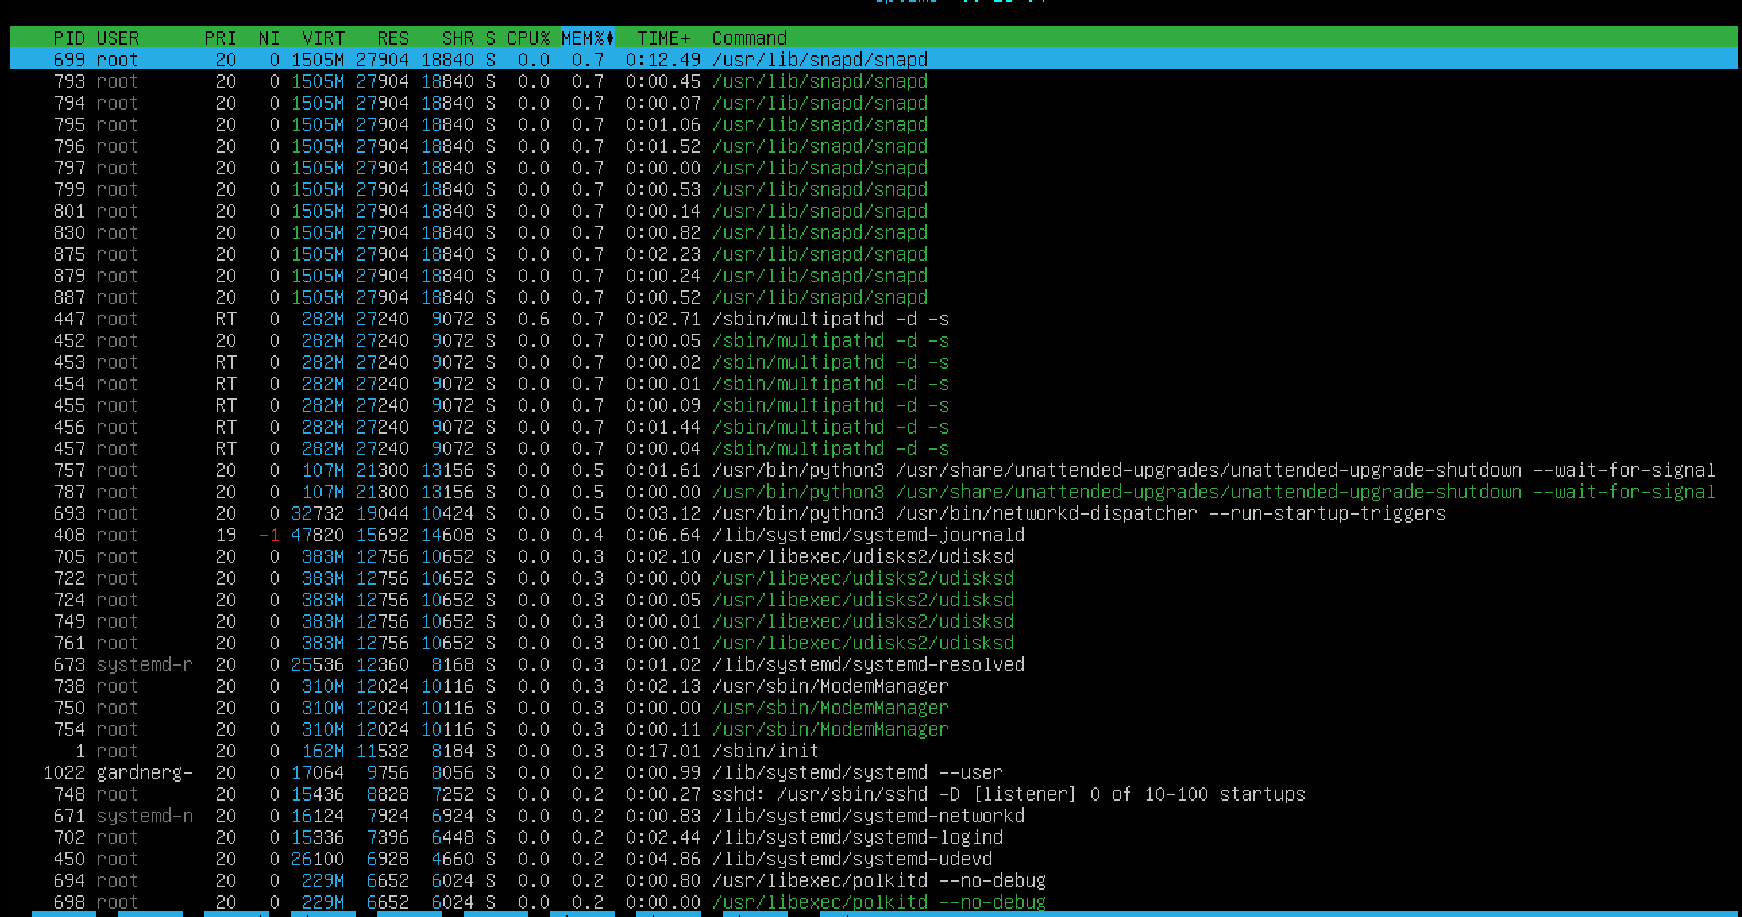 PID USER PRI NI VIRT RES SHR S CPU% MEM% TIME+ Command
699 root 20 0 1505M 27904 18840 S 0.0 0.7 0:12.49 /usr/lib/snapd/snapd
793 root 20 0 1505M 27904 18840 S 0.0 0.7 0:00.45 /usr/lib/snapd/snapd
794 root 20 0 1505M 27904 18840 S 0.0 0.7 0:00.07 /usr/lib/snapd/snapd
795 root 20 0 1505M 27904 18840 S 0.0 0.7 0:01.06 /usr/lib/snapd/snapd
796 root 20 0 1505M 27904 18840 S 0.0 0.7 0:01.52 /usr/lib/snapd/snapd
797 root 20 0 1505M 27904 18840 S 0.0 0.7 0:00.00 /usr/lib/snapd/snapd
799 root 20 0 1505M 27904 18840 S 0.0 0.7 0:00.53 /usr/lib/snapd/snapd
801 root 20 0 1505M 27904 18840 S 0.0 0.7 0:00.14 /usr/lib/snapd/snapd
830 root 20 0 1505M 27904 18840 S 0.0 0.7 0:00.82 /usr/lib/snapd/snapd
875 root 20 0 1505M 27904 18840 S 0.0 0.7 0:02.23 /usr/lib/snapd/snapd
879 root 20 0 1505M 27904 18840 S 0.0 0.7 0:00.24 /usr/lib/snapd/snapd
887 root 20 0 1505M 27904 18840 S 0.0 0.7 0:00.52 /usr/lib/snapd/snapd
447 root RT 0 282M 27240 9072 S 0.6 0.7 0:02.71 /sbin/multipathd -d -s
452 root 20 0 282M 27240 9072 S 0.0 0.7 0:00.05 /sbin/multipathd -d -s
453 root RT 0 282M 27240 9072 S 0.0 0.7 0:00.02 /sbin/multipathd -d -s
454 root RT 0 282M 27240 9072 S 0.0 0.7 0:00.01 /sbin/multipathd -d -s
455 root RT 0 282M 27240 9072 S 0.0 0.7 0:00.09 /sbin/multipathd -d -s
456 root RT 0 282M 27240 9072 S 0.0 0.7 0:01.44 /sbin/multipathd -d -s
457 root RT 0 282M 27240 9072 S 0.0 0.7 0:00.04 /sbin/multipathd -d -s
757 root 20 0 107M 21300 13156 S 0.0 0.5 0:01.61 /usr/bin/python3 /usr/share/unattended-upgrades/unattended-upgrade-shutdown --wait-for-signal
787 root 20 0 107M 21300 13156 S 0.0 0.5 0:00.00 /usr/bin/python3 /usr/share/unattended-upgrades/unattended-upgrade-shutdown --wait-for-signal
693 root 20 0 32732 19044 10424 S 0.0 0.5 0:03.12 /usr/bin/python3 /usr/bin/networkd-dispatcher --run-startup-triggers
408 root 19 -1 47820 15692 14608 S 0.0 0.4 0:06.64 /lib/systemd/systemd-journald
705 root 20 0 383M 12756 10652 S 0.0 0.3 0:02.10 /usr/libexec/udisks2/udisksd
722 root 20 0 383M 12756 10652 S 0.0 0.3 0:00.00 /usr/libexec/udisks2/udisksd
724 root 20 0 383M 12756 10652 S 0.0 0.3 0:00.05 /usr/libexec/udisks2/udisksd
749 root 20 0 383M 12756 10652 S 0.0 0.3 0:00.01 /usr/libexec/udisks2/udisksd
761 root 20 0 383M 12756 10652 S 0.0 0.3 0:00.01 /usr/libexec/udisks2/udisksd
673 systemd-r 20 0 25536 12360 8168 S 0.0 0.3 0:01.02 /lib/systemd/systemd-resolved
738 root 20 0 310M 12024 10116 S 0.0 0.3 0:02.13 /usr/sbin/ModemManager
750 root 20 0 310M 12024 10116 S 0.0 0.3 0:00.00 /usr/sbin/ModemManager
754 root 20 0 310M 12024 10116 S 0.0 0.3 0:00.11 /usr/sbin/ModemManager
1 root 20 0 162M 11532 8184 S 0.0 0.3 0:17.01 /sbin/init
1022 gardnerg- 20 0 17064 9756 8056 S 0.0 0.2 0:00.99 /lib/systemd/systemd --user
748 root 20 0 15436 8828 7252 S 0.0 0.2 0:00.27 sshd: /usr/sbin/sshd -D [listener] 0 of 10-100 startups
671 systemd-n 20 0 16124 7924 6924 S 0.0 0.2 0:00.83 /lib/systemd/systemd-networkd
702 root 20 0 15336 7396 6448 S 0.0 0.2 0:02.44 /lib/systemd/systemd-logind
450 root 20 0 26100 6928 4660 S 0.0 0.2 0:04.86 /lib/systemd/systemd-udevd
694 root 20 0 229M 6652 6024 S 0.0 0.2 0:00.80 /usr/libexec/polkitd --no-debug
698 root 20 0 229M 6652 6024 S 0.0 0.2 0:00.00 /usr/libexec/polkitd --no-debug